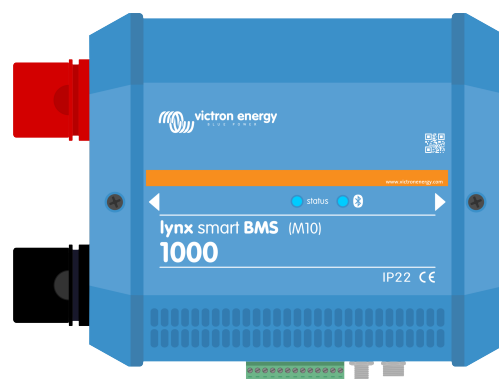 victron energy
BLUE POWER
www.victronenergy.com
status
lynx smart BMS (M10)
1000
IP22 CE